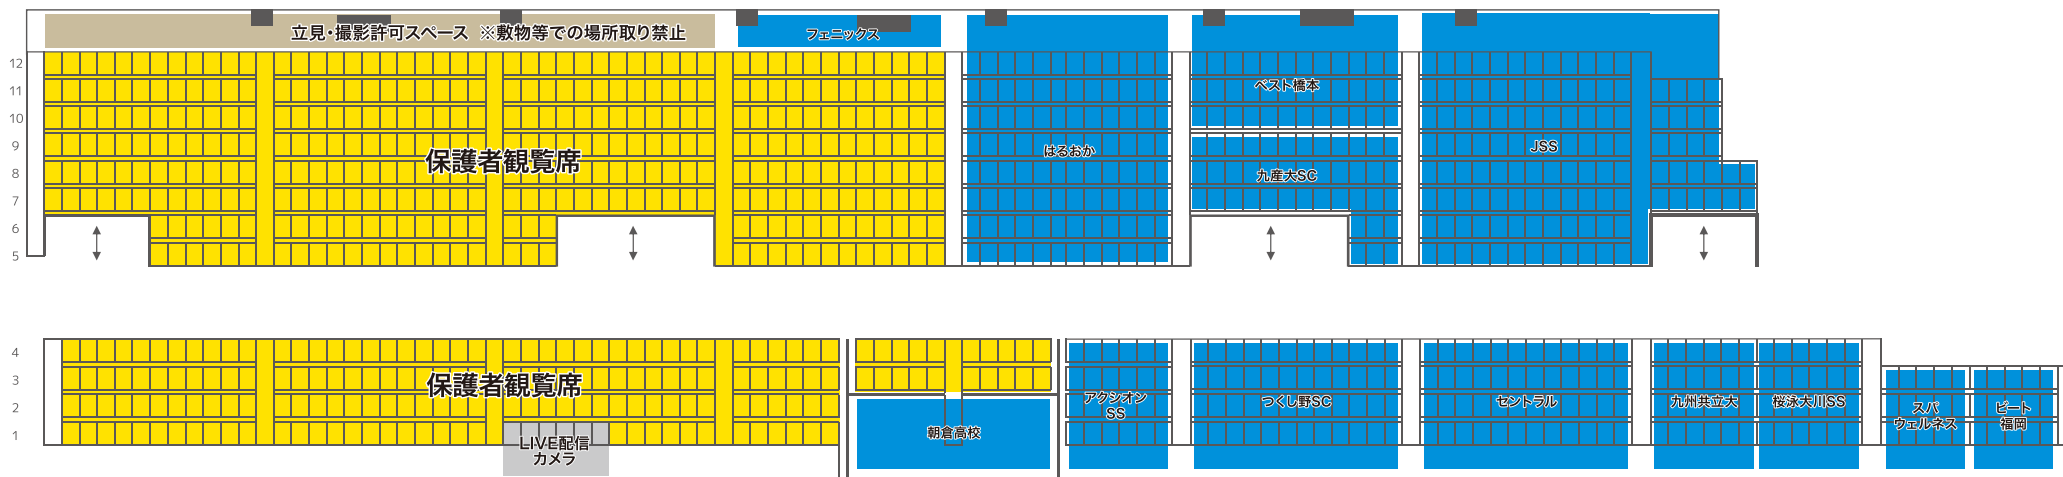 立見・撮影許可スペース ※敷物等での場所取り禁止
フェニックス
12
11
10
9
8
7
6
5
ベスト橋本
保護者観覧席
はるおか
JSS
九産大SC
4
3
2
1
保護者観覧席
LIVE配信
カメラ
朝倉高校
アクシオン
SS
つくし野SC
セントラル
九州共立大
桜泳大川SS
スパ
ウェルネス
ビート
福岡